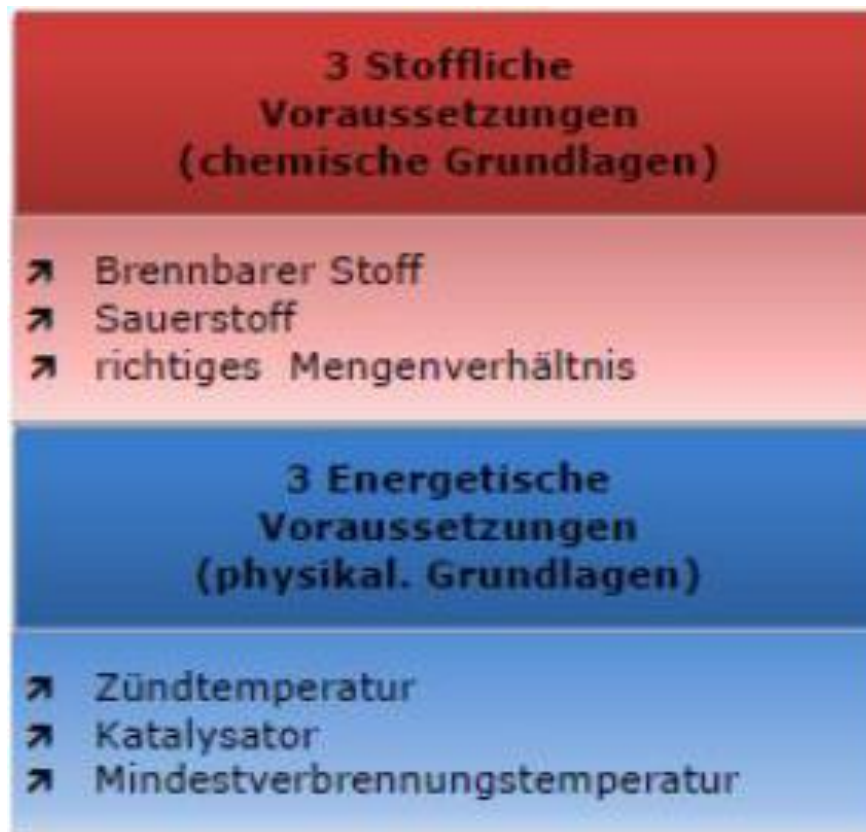 3 Stoffliche
Voraussetzungen
(chemische Grundlagen)
Brennbarer Stoff
Sauerstoff
richtiges Mengenverhältnis
3 Energetische
Voraussetzungen
(physikal. Grundlagen)
Zündtemperatur
Katalysator
Mindestverbrennungstemperatur